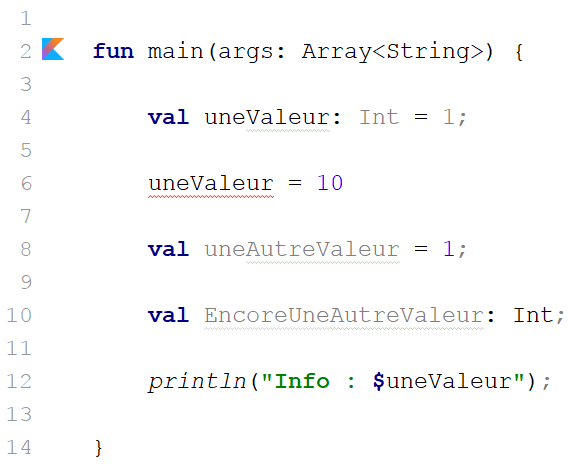 1
2 fun main(args: Array<String>) {
3
4 val uneValeur: Int = 1;
5
6 uneValeur = 10
7
8 val uneAutreValeur = 1;
9
10 val EncoreUneAutreValeur: Int;
11
12 println("Info : $uneValeur");
13
14 }